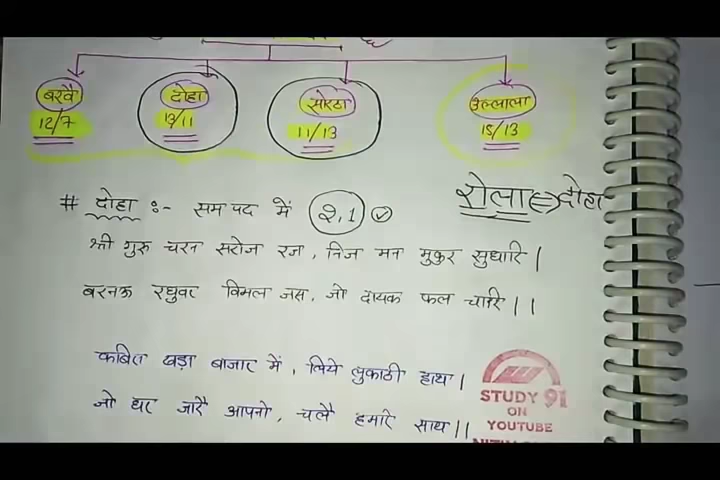 बरवै दोहा सोरठा उल्लाला
12/7 13/11 11/13 15/13
रोला दोहा
# दोहा :- सम पद में 2,1
श्री गुरु चरन सरोज रज, निज मन मुकुर सुधारि |
बरनऊ रघुवर विमल जस, जो दायक फल चारि ||
कबिरा खड़ा बाजार में, लिये लुकाठी हाथ |
जो घर जारै आपनो, चलै हमारे साथ ||
STUDY 91
ON
YOUTUBE